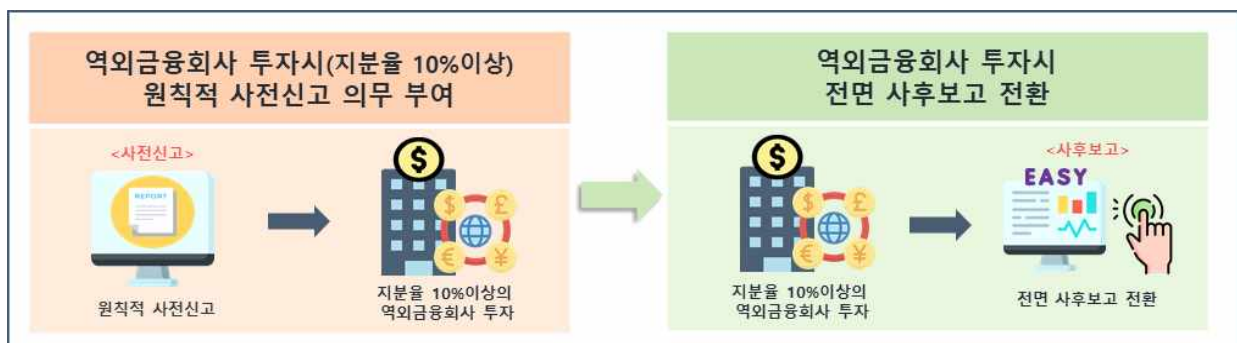 역외금융회사 투자시(지분율 10%이상)
원칙적 사전신고 의무 부여
<사전신고>
REPORT
$
$
£
€
¥
원칙적 사전신고
지분율 10%이상의
역외금융회사 투자
역외금융회사 투자시
전면 사후보고 전환
$
$
£
€
¥
<사후보고>
EASY
지분율 10%이상의
역외금융회사 투자
전면 사후보고 전환